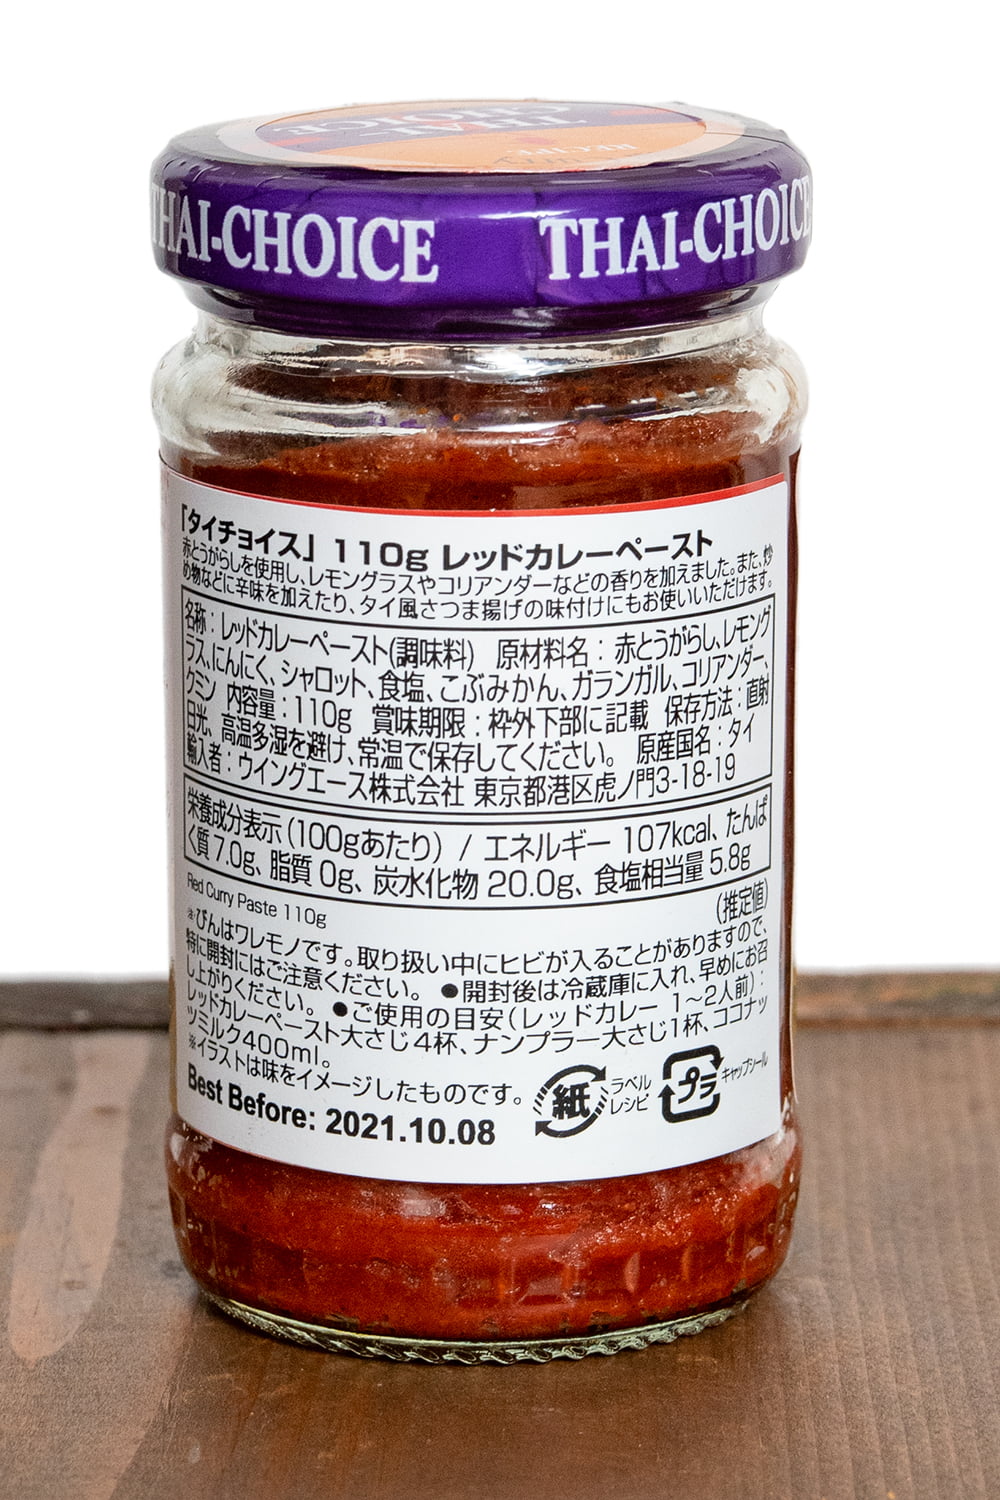 THAI-CHOICE
RECIPE
THAI-CHOICE THAI-CHOICE
「タイチョイス」 110g レッドカレーペースト
赤とうがらしを使用し、レモングラスやコリアンダーなどの香りを加えました。また、炒
め物などに辛味を加えたり、タイ風さつま揚げの味付けにもお使いいただけます。
名称：レッドカレーペースト(調味料) 原材料名：赤とうがらし、レモング
ラス、にんにく、シャロット、食塩、こぶみかん、ガランガル、コリアンダー、
クミン 内容量：110g 賞味期限：枠外下部に記載 保存方法：直射
日光、高温多湿を避け、常温で保存してください。 原産国名：タイ
輸入者：ウイングエース株式会社 東京都港区虎ノ門3-18-19
栄養成分表示 (100gあたり) / エネルギー 107kcal、たんぱ
く質 7.0g、脂質 0g、炭水化物 20.0g、食塩相当量 5.8g
(推定値)
Red Curry Paste 110g
注:びんはワレモノです。取り扱い中にヒビが入ることがありますので、
特に開封にはご注意ください。 ●開封後は冷蔵庫に入れ、早めにお召
し上がりください。 ●ご使用の目安(レッドカレー 1〜2人前)：
レッドカレーペースト大さじ4杯、ナンプラー大さじ1杯、ココナッ
ツミルク400ml。
※イラストは味をイメージしたものです。
紙 ラベル
レシピ
プラ キャップシール
Best Before: 2021.10.08